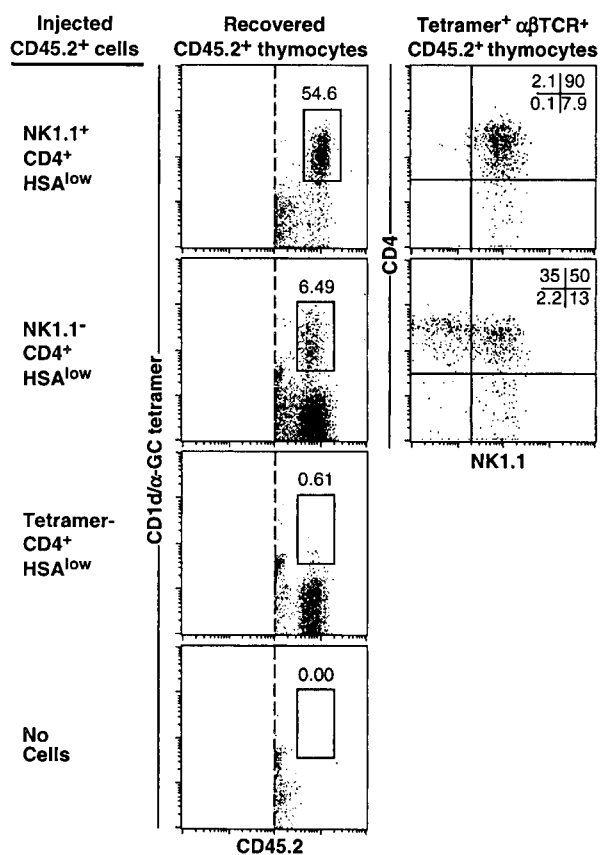 Injected
CD45.2+ cells
Recovered
CD45.2+ thymocytes
Tetramer+ αβTCR+
CD45.2+ thymocytes
NK1.1+
CD4+
HSAlow
54.6
2.1 90
0.1 7.9
NK1.1-
CD4+
HSAlow
6.49
35 50
2.2 13
CD4
NK1.1
CD1d/α-GC tetramer
Tetramer-
CD4+
HSAlow
0.61
No
Cells
0.00
CD45.2